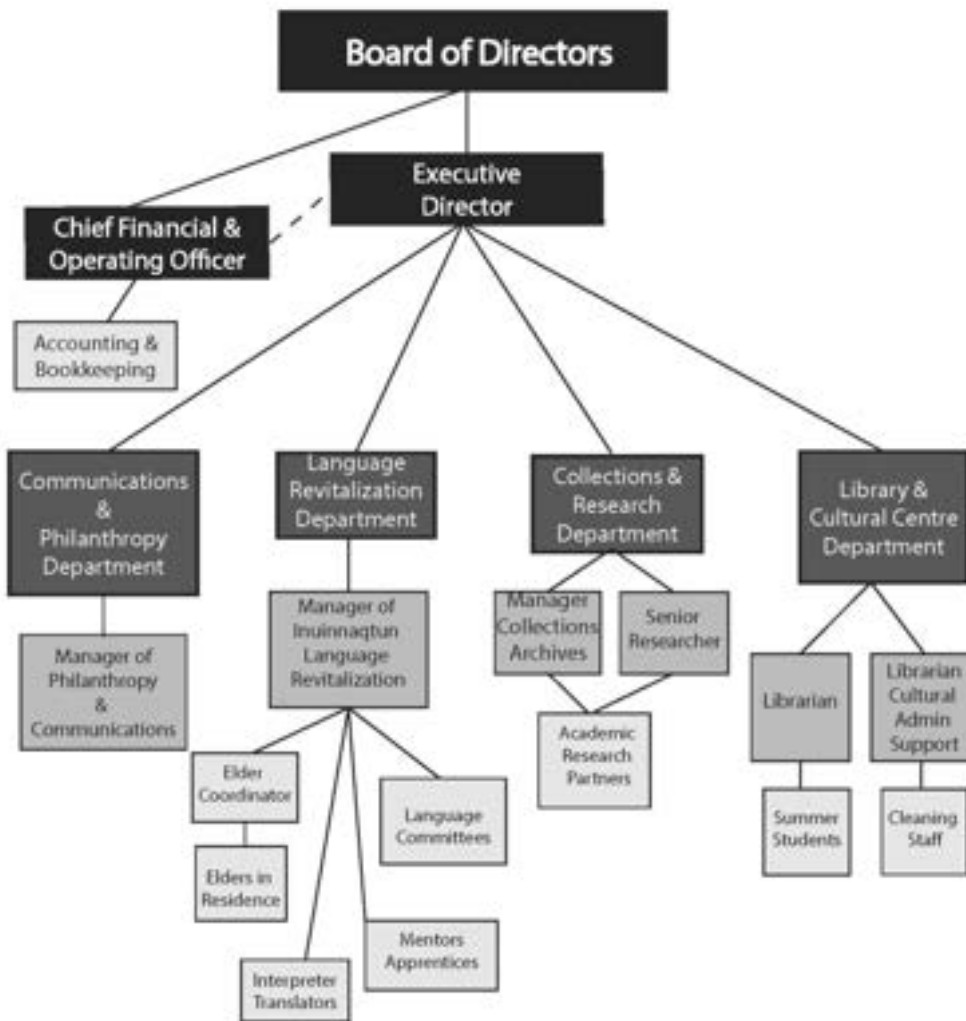 Board of Directors
Executive
Director
Chief Financial &
Operating Officer
Accounting &
Bookkeeping
Communications
&
Philanthropy
Department
Language
Revitalization
Department
Collections &
Research
Department
Library &
Cultural Centre
Department
Manager of
Philanthropy
&
Communications
Manager of
Inuinnaqtun
Language
Revitalization
Manager
Collections
Archives
Senior
Researcher
Librarian
Librarian
Cultural
Admin
Support
Elder
Coordinator
Language
Committees
Academic
Research
Partners
Summer
Students
Cleaning
Staff
Elders in
Residence
Mentors
Apprentices
Interpreter
Translators